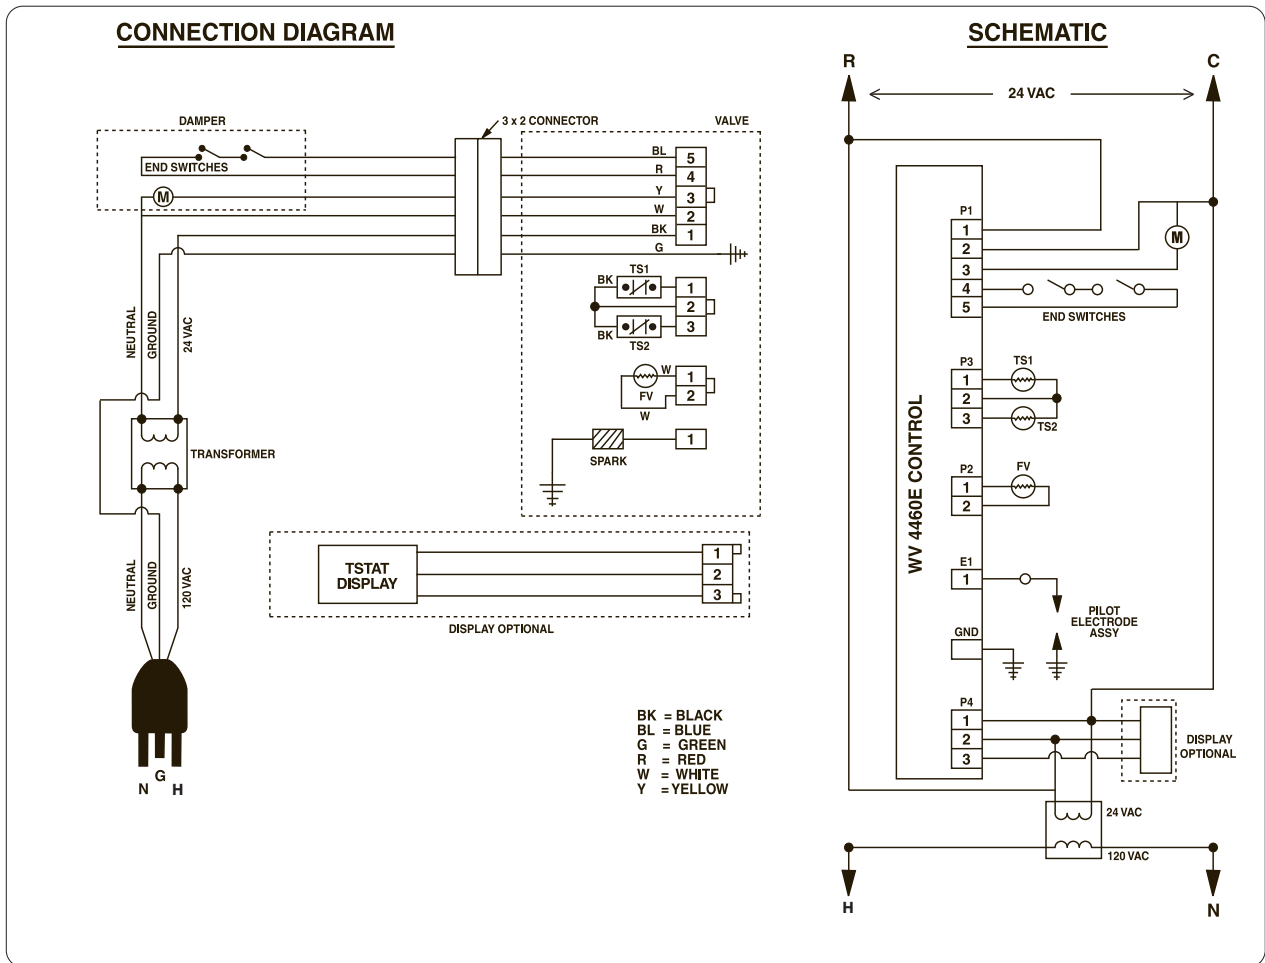 CONNECTION DIAGRAM
DAMPER
END SWITCHES
M
3 x 2 CONNECTOR
VALVE
BL 5
R 4
Y 3
W 2
BK 1
G
TS1
BK 1
2
BK 3
TS2
W 1
FV 2
W
1
SPARK
NEUTRAL
GROUND
24 VAC
TRANSFORMER
NEUTRAL
GROUND
120 VAC
N G H
TSTAT
DISPLAY
1
2
3
DISPLAY OPTIONAL
BK = BLACK
BL = BLUE
G = GREEN
R = RED
W = WHITE
Y = YELLOW
SCHEMATIC
R
C
24 VAC
WV 4460E CONTROL
P1
1
2
3
4
5
M
END SWITCHES
P3
1
2
3
TS1
TS2
P2
1
2
FV
E1
1
PILOT
ELECTRODE
ASSY
GND
P4
1
2
3
DISPLAY
OPTIONAL
24 VAC
120 VAC
H
N